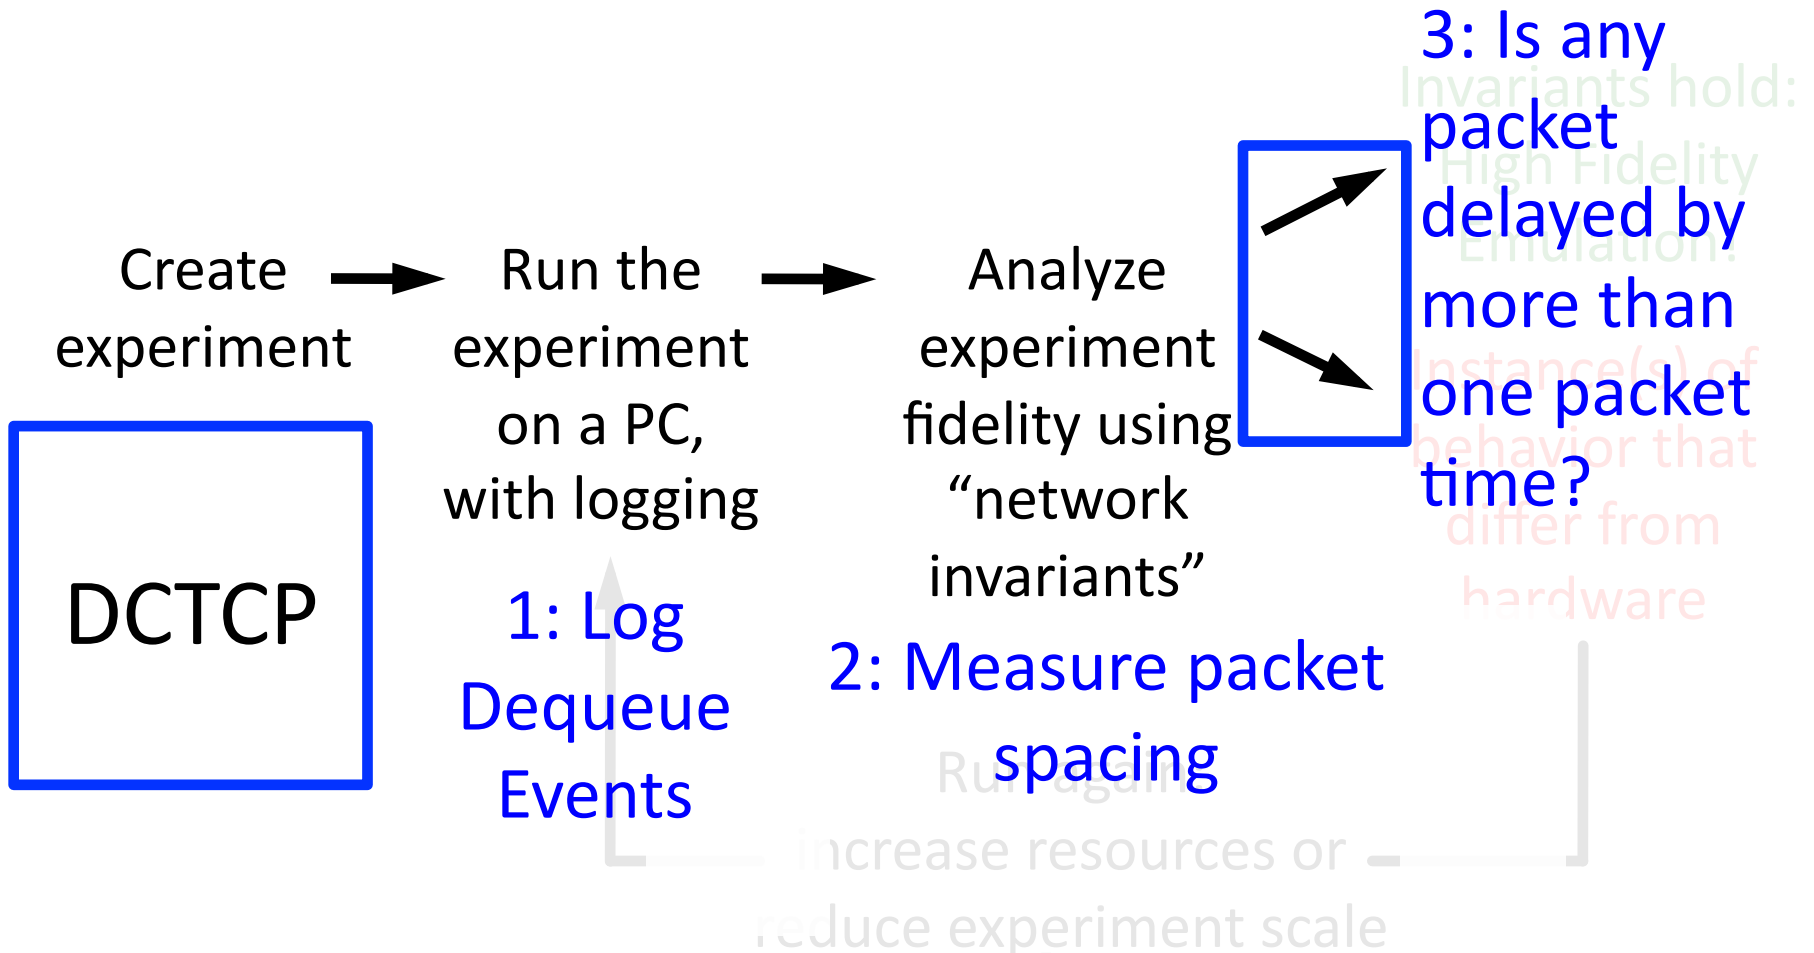 Create
experiment
DCTCP
Run the
experiment
on a PC,
with logging
1: Log
Dequeue
Events
Analyze
experiment
fidelity using
“network
invariants”
2: Measure packet
spacing
3: Is any
packet
delayed by
more than
one packet
time?
Invariants hold:
High Fidelity
Emulation!
Instance(s) of
behavior that
differ from
hardware
Run again
increase resources or
reduce experiment scale